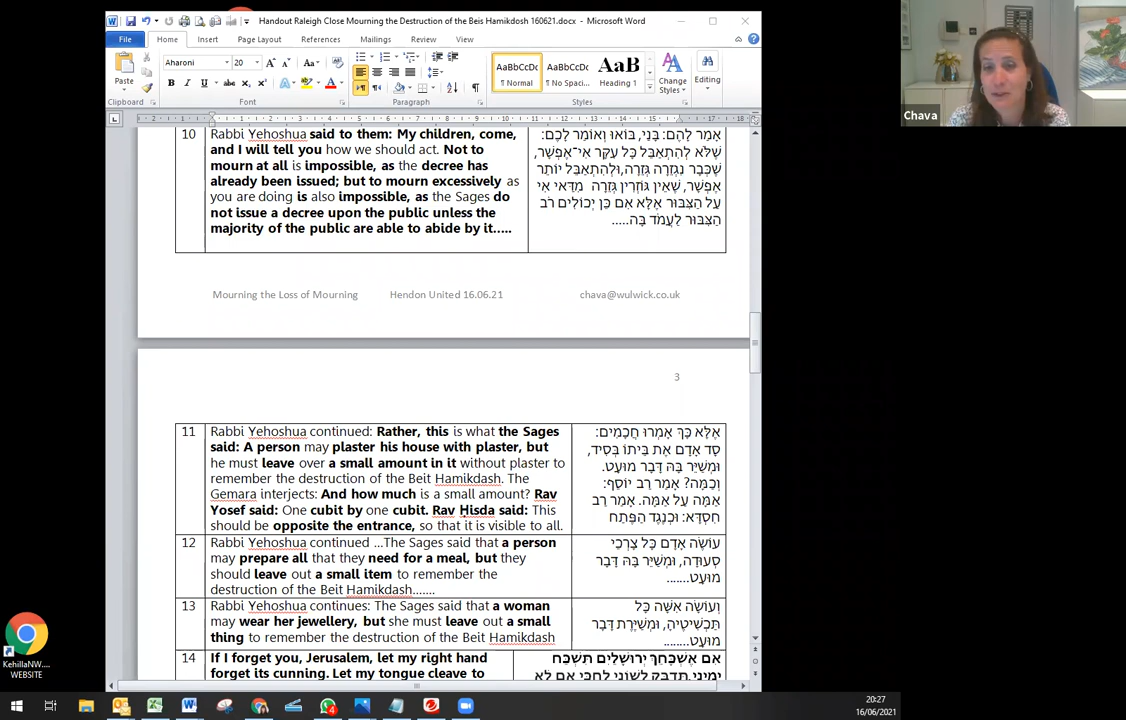 Handout Raleigh Close Mourning the Destruction of the Beis Hamikdosh 160621.docx - Microsoft Word
File Home Insert Page Layout References Mailings Review View
Paste
Aharoni 20
AaBbCcDc AaBbCcDc AaB
¶ Normal ¶ No Spaci... Heading 1
Change Styles
Editing
Clipboard Font Paragraph Styles
10
Rabbi Yehoshua said to them: My children, come,
and I will tell you how we should act. Not to
mourn at all is impossible, as the decree has
already been issued; but to mourn excessively as
you are doing is also impossible, as the Sages do
not issue a decree upon the public unless the
majority of the public are able to abide by it.....
אָמַר לָהֶם: בָּנַי, בּוֹאוּ וְאוֹמַר לָכֶם:
שֶׁלֹּא לְהִתְאַבֵּל כׇּל עִקָּר אִי־אֶפְשָׁר,
שֶׁכְּבָר נִגְזְרָה גְּזֵרָה, וּלְהִתְאַבֵּל יוֹתֵר
מִדַּאי אִי אֶפְשָׁר, שֶׁאֵין גּוֹזְרִין גְּזֵרָה
עַל הַצִּבּוּר אֶלָּא אִם כֵּן יְכוֹלִים רֹב
הַצִּבּוּר לַעֲמֹד בָּהּ.....
Mourning the Loss of Mourning Hendon United 16.06.21 chava@wulwick.co.uk
3
11
Rabbi Yehoshua continued: Rather, this is what the Sages
said: A person may plaster his house with plaster, but
he must leave over a small amount in it without plaster to
remember the destruction of the Beit Hamikdash. The
Gemara interjects: And how much is a small amount? Rav
Yosef said: One cubit by one cubit. Rav Ḥisda said: This
should be opposite the entrance, so that it is visible to all.
אֶלָּא כָּךְ אָמְרוּ חֲכָמִים:
סָד אָדָם אֶת בֵּיתוֹ בְּסִיד,
וּמְשַׁיֵּר בָּהּ דָּבָר מוּעָט.
וְכַמָּה? אָמַר רַב יוֹסֵף:
אַמָּה עַל אַמָּה. אָמַר רַב
חִסְדָּא: וּכְנֶגֶד הַפֶּתַח
12
Rabbi Yehoshua continued ...The Sages said that a person
may prepare all that they need for a meal, but they
should leave out a small item to remember the
destruction of the Beit Hamikdash.......
עוֹשֶׂה אָדָם כׇּל צׇרְכֵי
סְעוּדָה, וּמְשַׁיֵּר בָּהּ דָּבָר
מוּעָט.......
13
Rabbi Yehoshua continues: The Sages said that a woman
may wear her jewellery, but she must leave out a small
thing to remember the destruction of the Beit Hamikdash
וְעוֹשָׂה אִשָּׁה כׇּל
תַּכְשִׁיטֶיהָ, וּמְשַׁיֶּרֶת דָּבָר
מוּעָט........
14
If I forget you, Jerusalem, let my right hand
forget its cunning. Let my tongue cleave to
אִם אֶשְׁכָּחֵךְ יְרוּשָׁלָ͏ִם תִּשְׁכַּח
יְמִינִי תִּדְבַּק לְשׁוֹנִי לְחִכִּי אִם לֹא
Chava
KehillaNW...
WEBSITE
20:27
16/06/2021